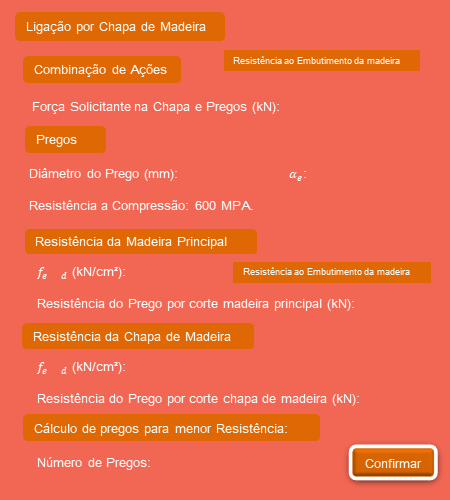 Ligação por Chapa de Madeira
Resistência ao Embutimento da madeira
Combinação de Ações
Força Solicitante na Chapa e Pregos (kN):
Pregos
Diâmetro do Prego (mm): αe:
Resistência a Compressão: 600 MPA.
Resistência da Madeira Principal
fe d (kN/cm²): Resistência ao Embutimento da madeira
Resistência do Prego por corte madeira principal (kN):
Resistência da Chapa de Madeira
fe d (kN/cm²):
Resistência do Prego por corte chapa de madeira (kN):
Cálculo de pregos para menor Resistência:
Número de Pregos:
Confirmar